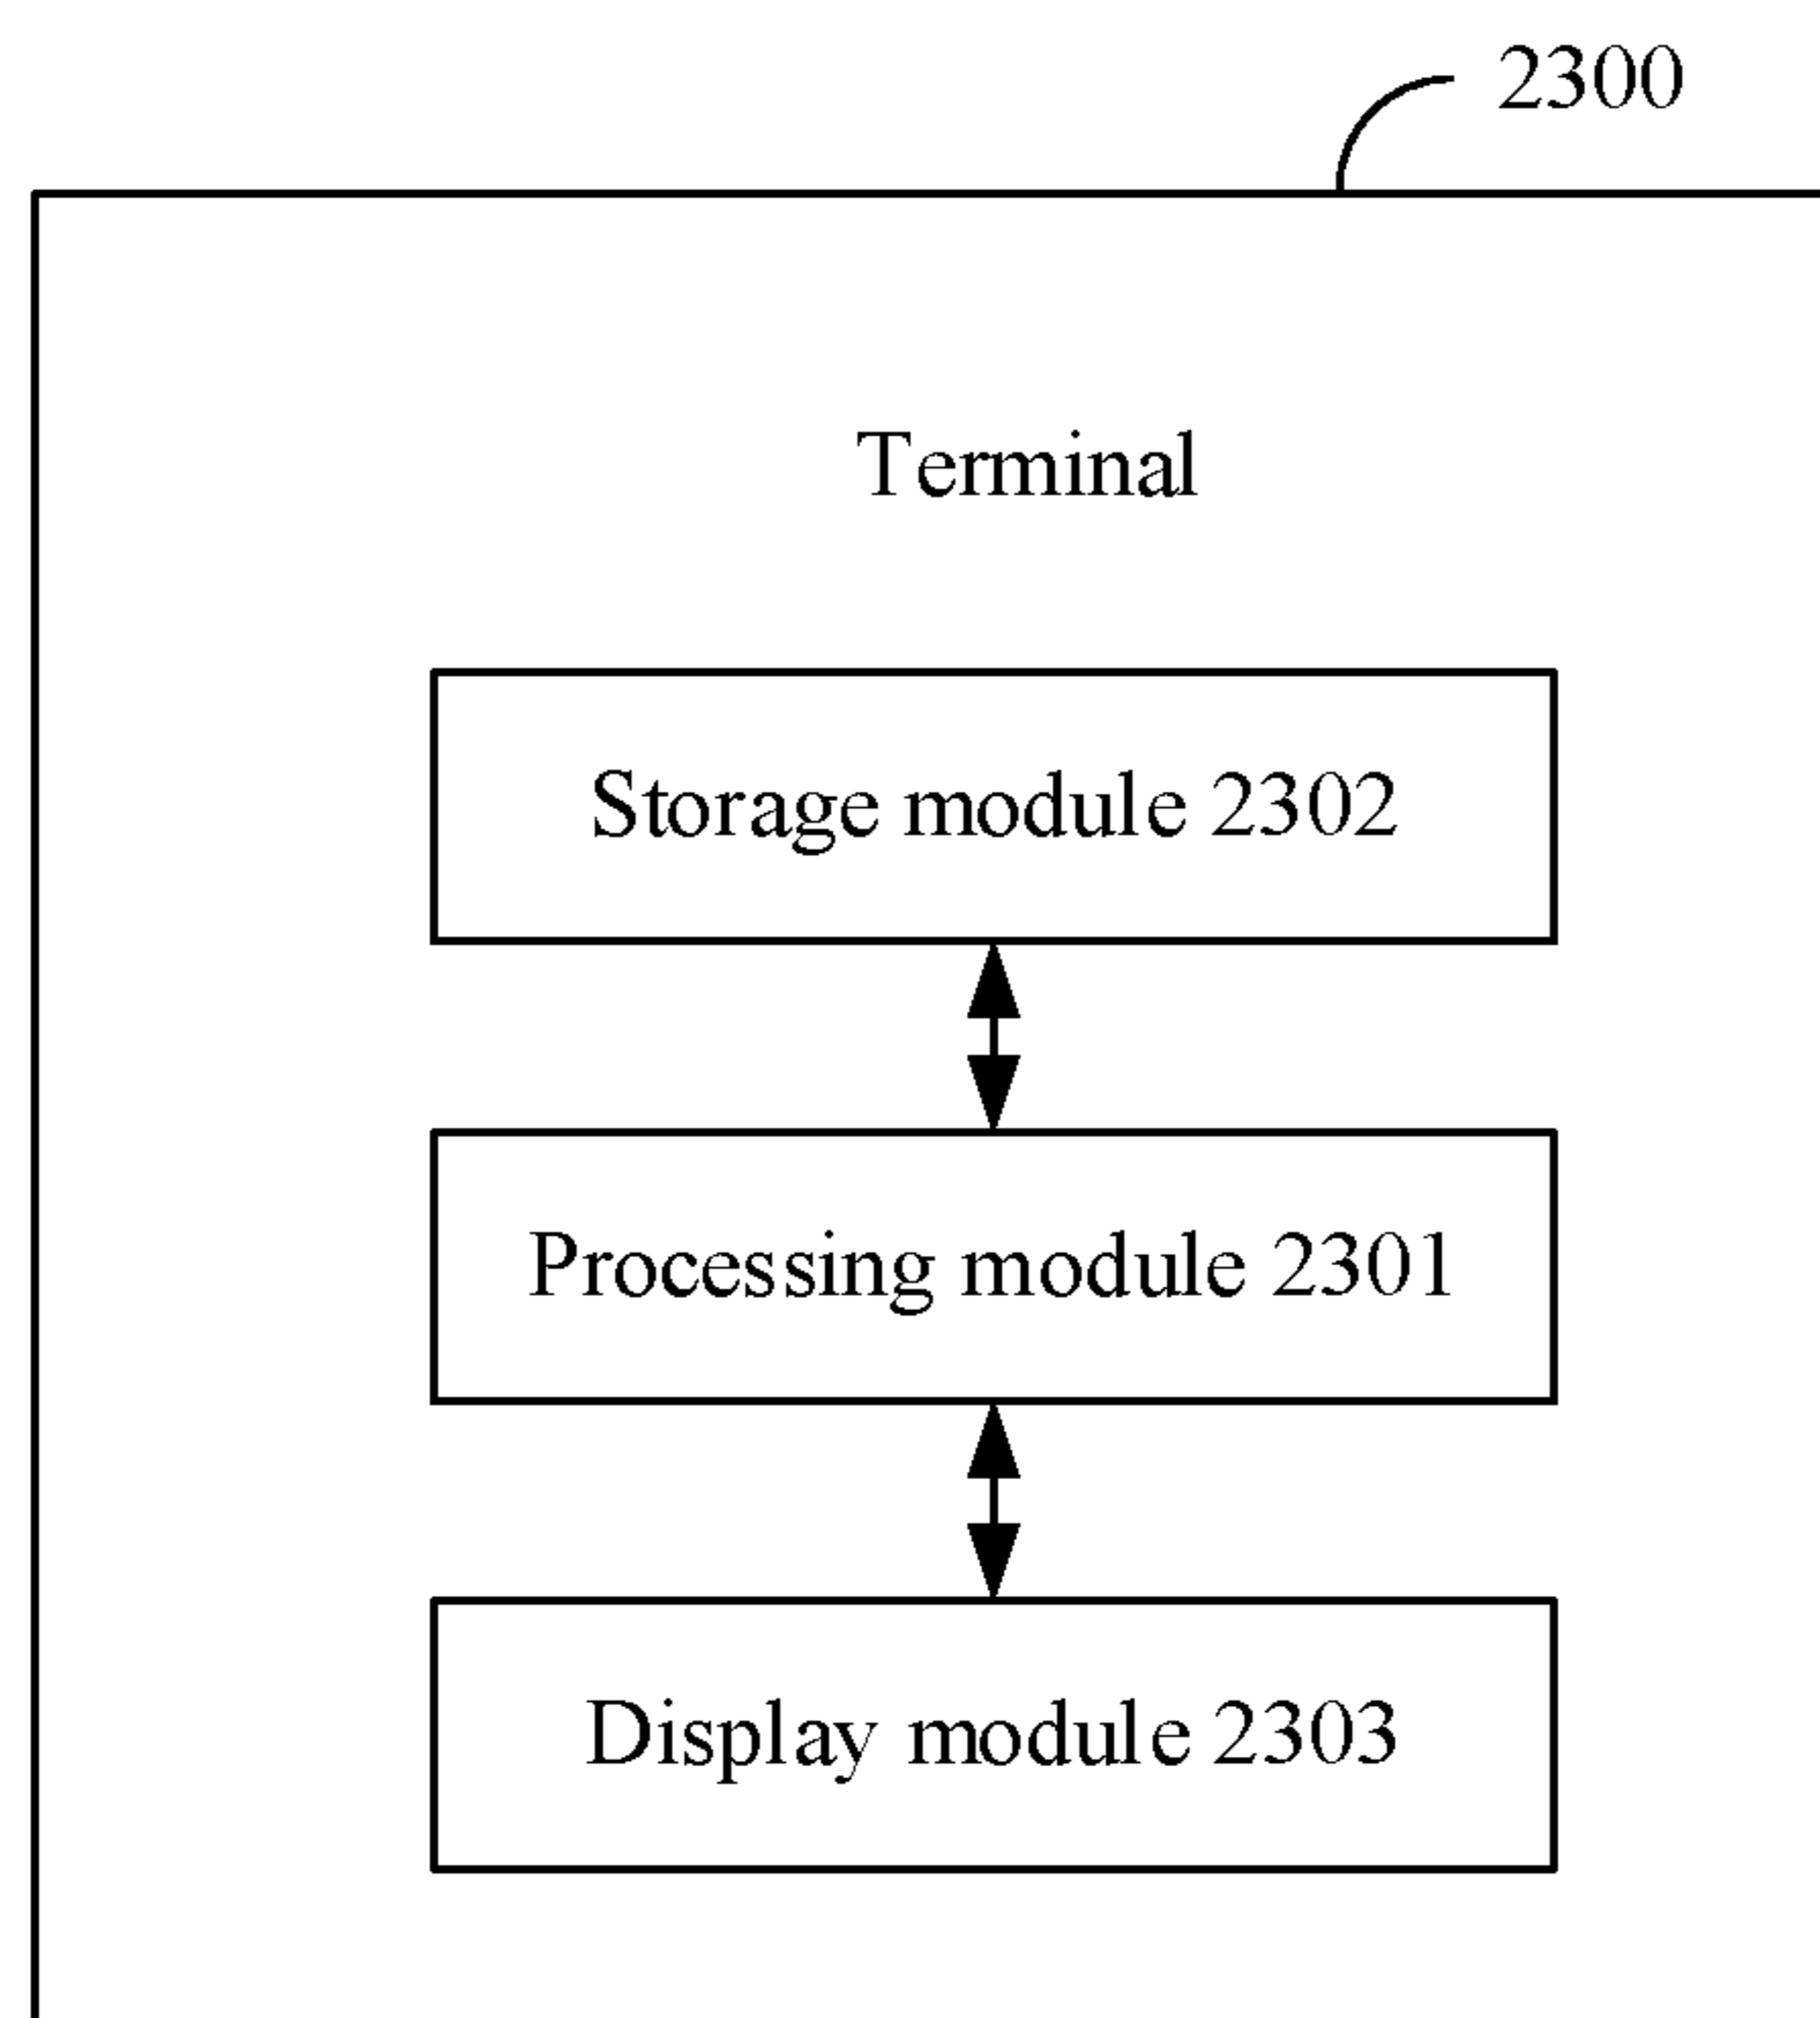 2300
Terminal
Storage module 2302
Processing module 2301
Display module 2303